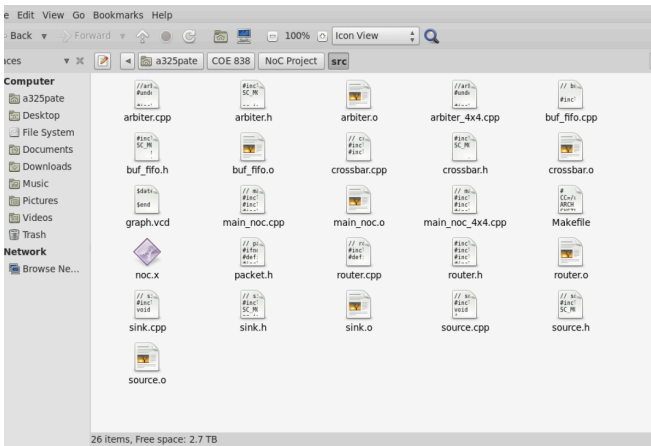 e Edit View Go Bookmarks Help
Back Forward 100% Icon View
aces a325pate COE 838 NoC Project src
Computer
a325pate
Desktop
File System
Documents
Downloads
Music
Pictures
Videos
Trash
Network
Browse Ne...
arbiter.cpp arbiter.h arbiter.o arbiter_4x4.cpp buf_fifo.cpp
buf_fifo.h buf_fifo.o crossbar.cpp crossbar.h crossbar.o
graph.vcd main_noc.cpp main_noc.o main_noc_4x4.cpp Makefile
noc.x packet.h router.cpp router.h router.o
sink.cpp sink.h sink.o source.cpp source.h
source.o
26 items, Free space: 2.7 TB